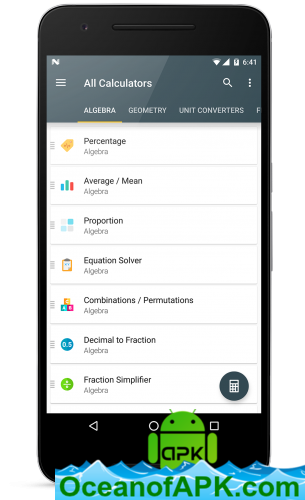 6:41
All Calculators
ALGEBRA GEOMETRY UNIT CONVERTERS F
Percentage
Algebra
Average / Mean
Algebra
Proportion
Algebra
Equation Solver
Algebra
Combinations / Permutations
Algebra
0.5 Decimal to Fraction
Algebra
Fraction Simplifier
Algebra
APK
OceanofAPK.com